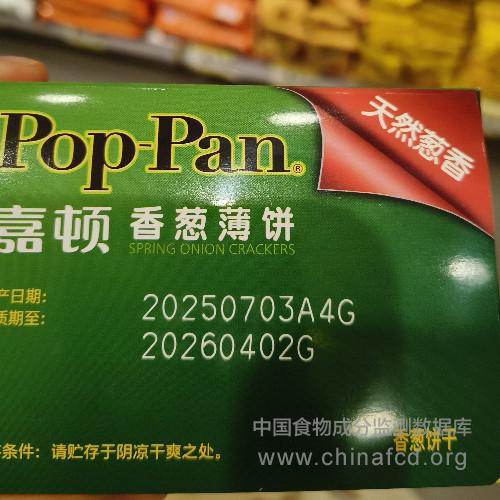 Pop-Pan®
天然葱香
嘉顿 香葱薄饼
SPRING ONION CRACKERS
产日期: 20250703A4G
质期至: 20260402G
中国食物成分监测数据库
香葱饼干
条件：请贮存于阴凉干爽之处。
www.chinafcd.org